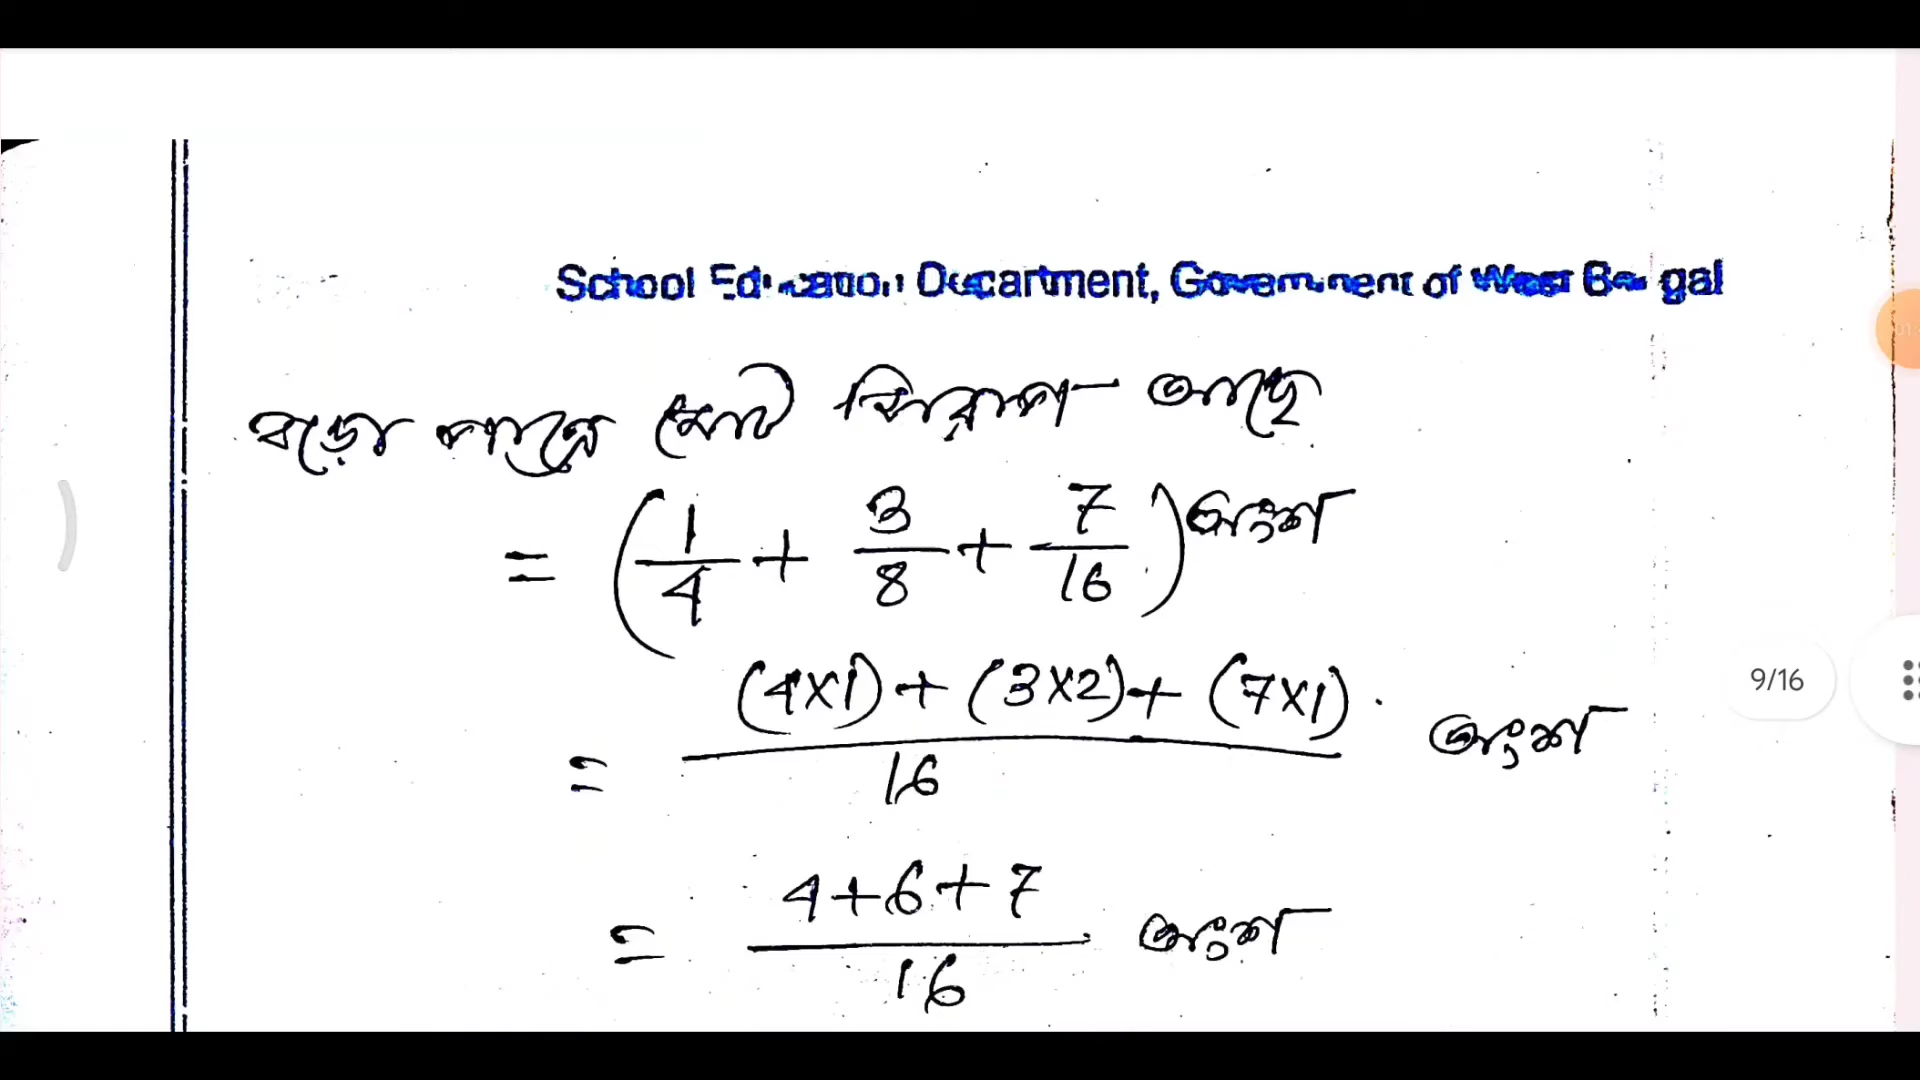 School Education Department, Government of West Bengal
বড়ো পাত্রে মোট সিরাপ আছে
= (1/4 + 3/8 + 7/16) অংশ
= (4×1) + (3×2) + (7×1) / 16 অংশ
9/16
= 4+6+7 / 16 অংশ